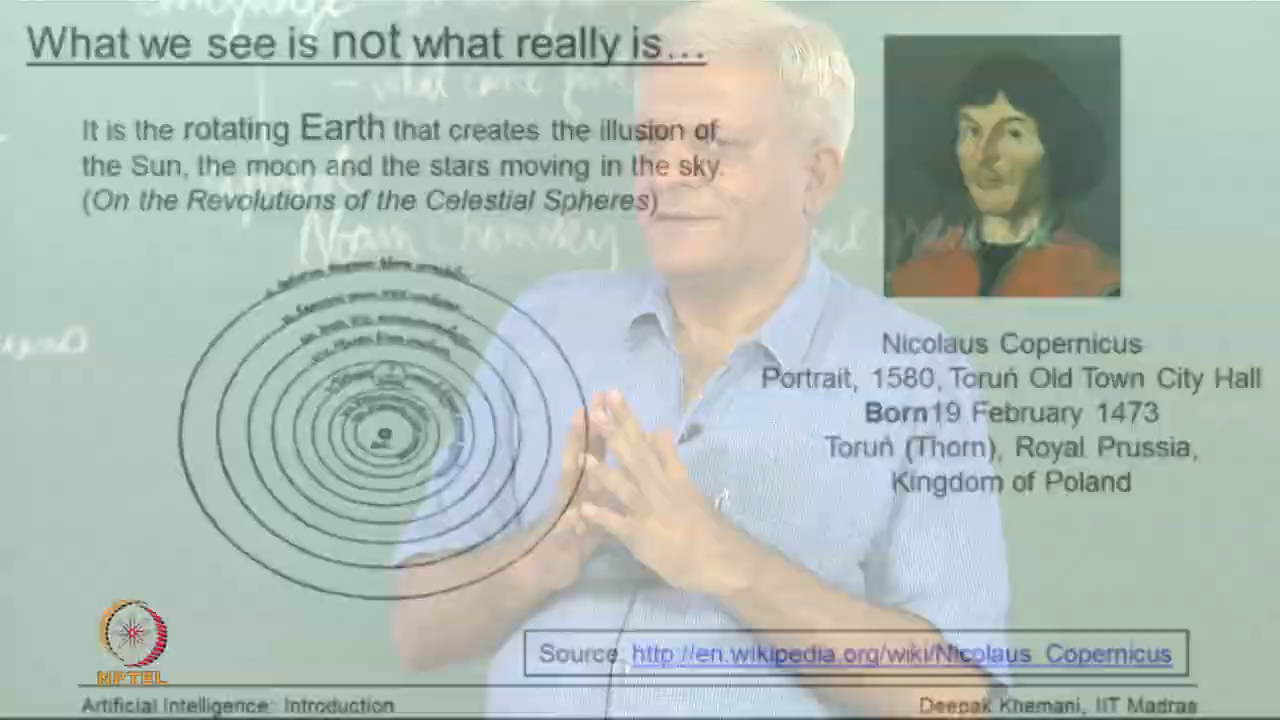 What we see is not what really is...
It is the rotating Earth that creates the illusion of
the Sun, the moon and the stars moving in the sky.
(On the Revolutions of the Celestial Spheres)
Noam Chomsky
Nicolaus Copernicus
Portrait, 1580, Toruń Old Town City Hall
Born19 February 1473
Toruń (Thorn), Royal Prussia,
Kingdom of Poland
Source: http://en.wikipedia.org/wiki/Nicolaus_Copernicus
NPTEL
Artificial Intelligence: Introduction
Deepak Khemani, IIT Madras